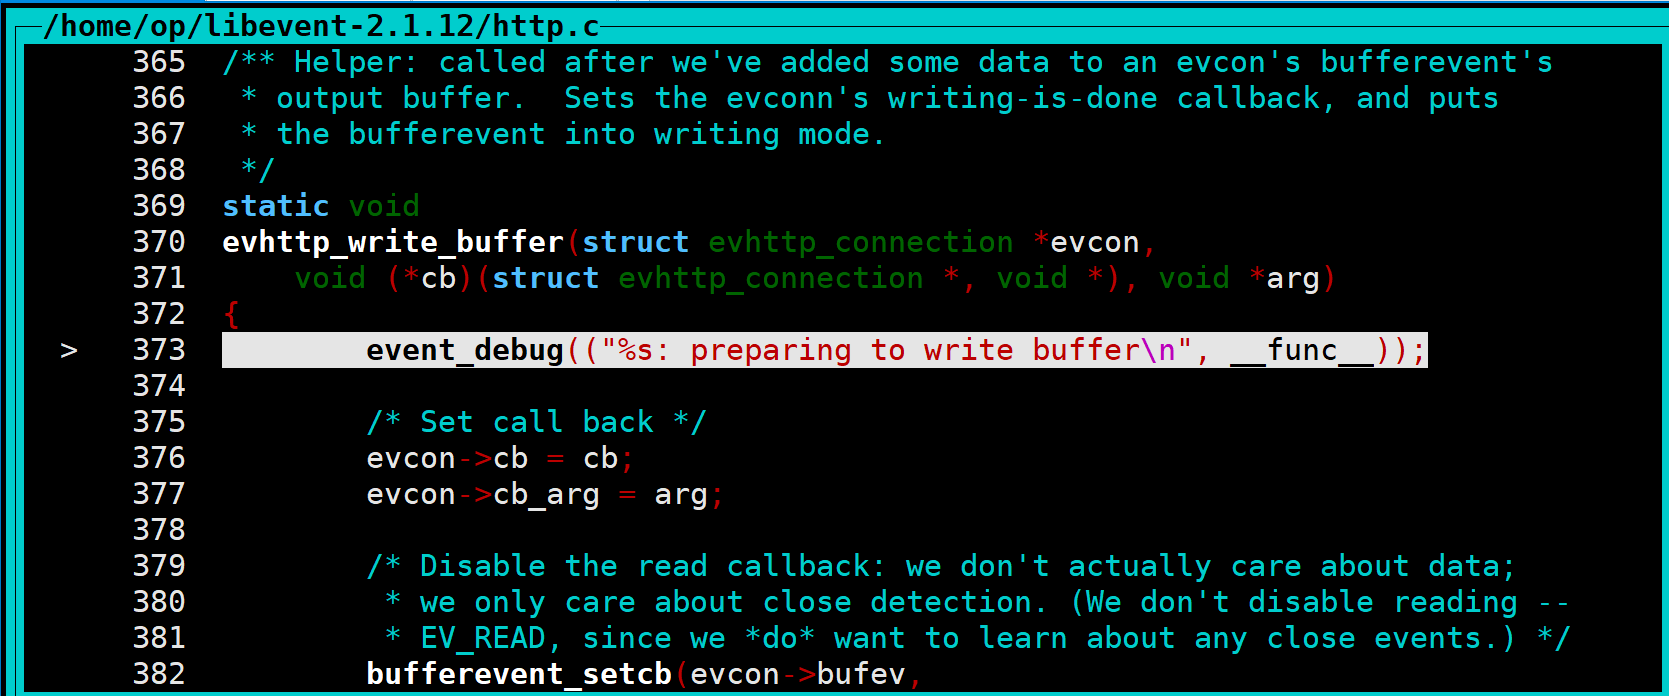 /home/op/libevent-2.1.12/http.c
365  /** Helper: called after we've added some data to an evcon's bufferevent's
366   * output buffer.  Sets the evconn's writing-is-done callback, and puts
367   * the bufferevent into writing mode.
368   */
369  static void
370  evhttp_write_buffer(struct evhttp_connection *evcon,
371      void (*cb)(struct evhttp_connection *, void *), void *arg)
372  {
> 373          event_debug(("%s: preparing to write buffer\n", __func__));
374
375          /* Set call back */
376          evcon->cb = cb;
377          evcon->cb_arg = arg;
378
379          /* Disable the read callback: we don't actually care about data;
380           * we only care about close detection. (We don't disable reading --
381           * EV_READ, since we *do* want to learn about any close events.) */
382          bufferevent_setcb(evcon->bufev,